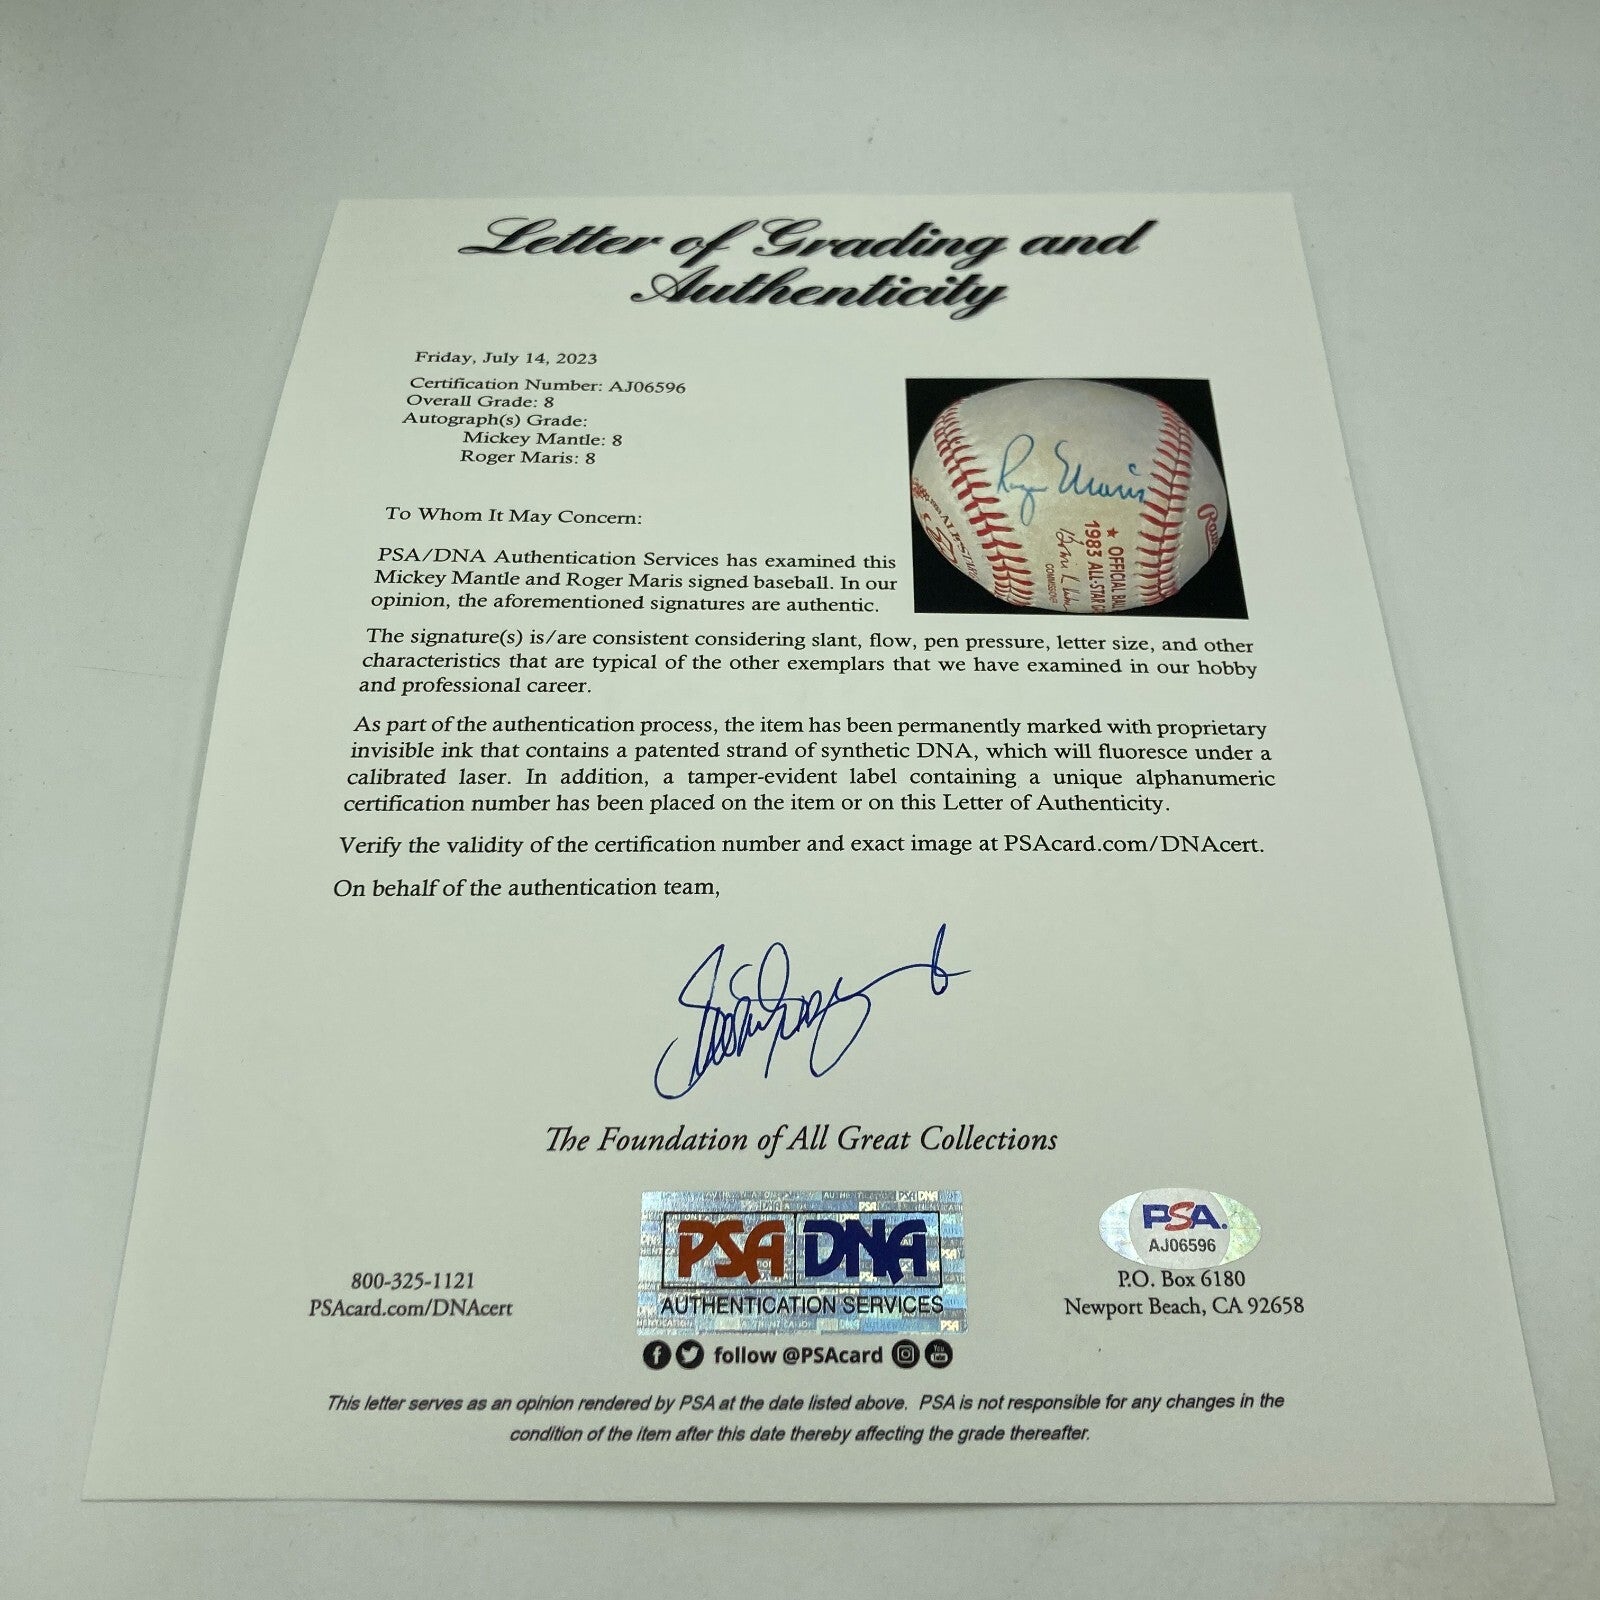 Letter of Grading and
Authenticity
Friday, July 14, 2023
Certification Number: AJ06596
Overall Grade: 8
Autograph(s) Grade:
Mickey Mantle: 8
Roger Maris: 8
To Whom It May Concern:
PSA/DNA Authentication Services has examined this
Mickey Mantle and Roger Maris signed baseball. In our
opinion, the aforementioned signatures are authentic.
Roger Maris
★ OFFICIAL BALL
1983 ALL-STAR
COMMISSIONER
The signature(s) is/are consistent considering slant, flow, pen pressure, letter size, and other
characteristics that are typical of the other exemplars that we have examined in our hobby
and professional career.
As part of the authentication process, the item has been permanently marked with proprietary
invisible ink that contains a patented strand of synthetic DNA, which will fluoresce under a
calibrated laser. In addition, a tamper-evident label containing a unique alphanumeric
certification number has been placed on the item or on this Letter of Authenticity.
Verify the validity of the certification number and exact image at PSAcard.com/DNAcert.
On behalf of the authentication team,
The Foundation of All Great Collections
PSA DNA
AUTHENTICATION SERVICES
PSA.
AJ06596
800-325-1121
PSAcard.com/DNAcert
P.O. Box 6180
Newport Beach, CA 92658
follow @PSAcard
You Tube
This letter serves as an opinion rendered by PSA at the date listed above. PSA is not responsible for any changes in the
condition of the item after this date thereby affecting the grade thereafter.